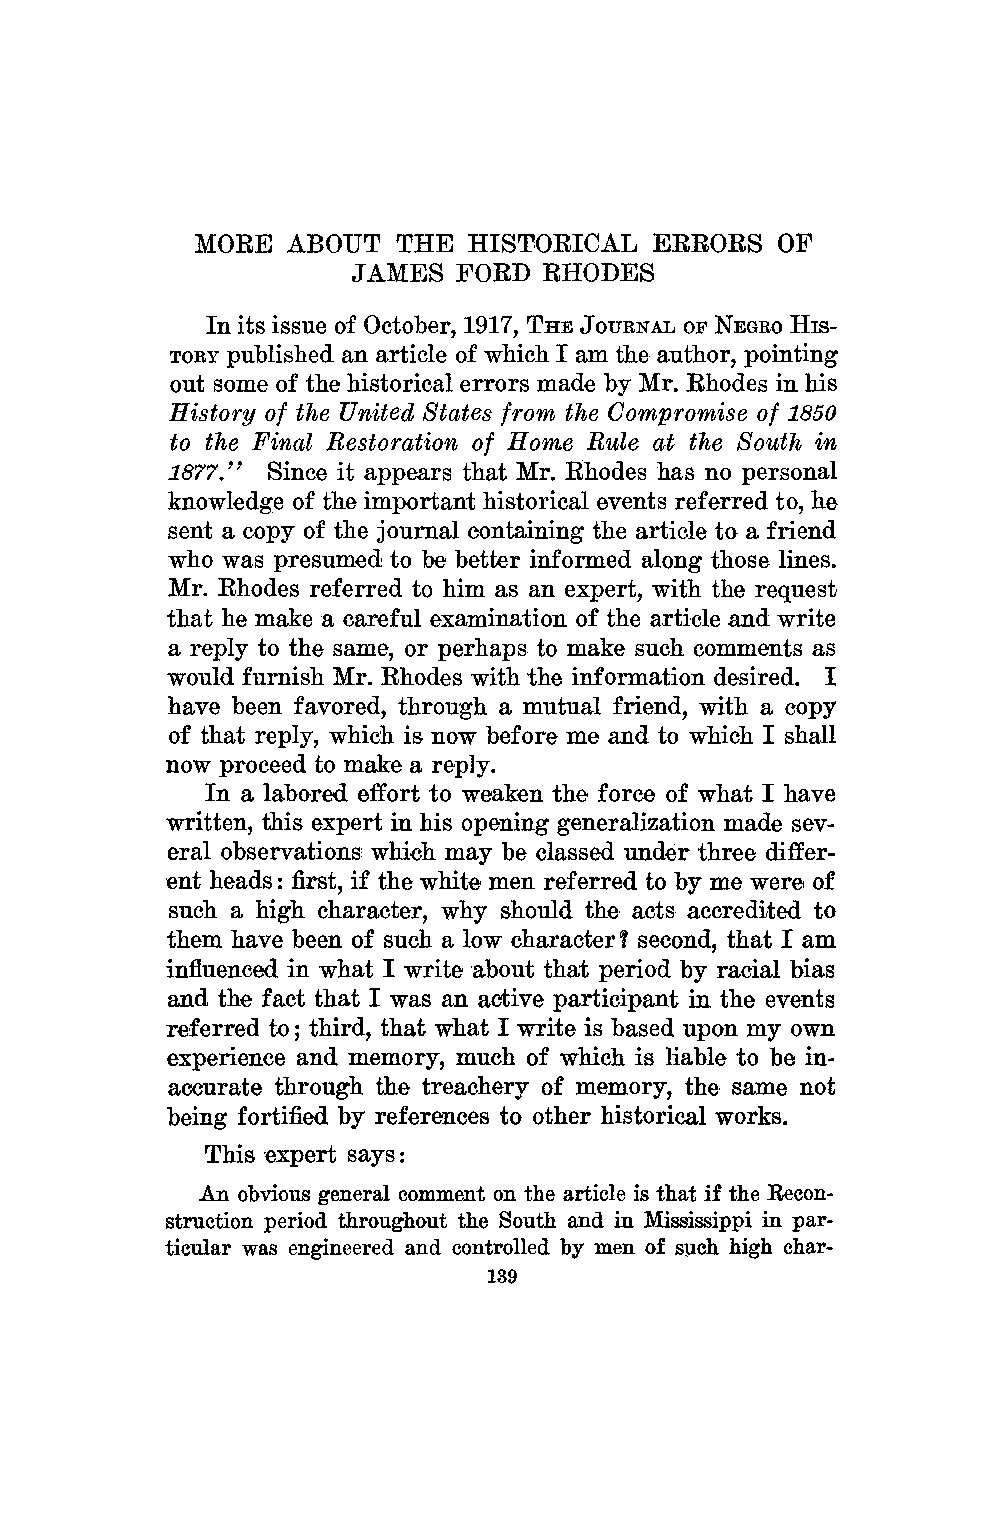 MORE ABOUT THE HISTORICAL ERRORS OF
JAMES FORD RHODES
In its issue of October, 1917, THE JOURNAL OF NEGRO HIS-
TORY published an article of which I am the author, pointing
out some of the historical errors made by Mr. Rhodes in his
History of the United States from the Compromise of 1850
to the Final Restoration of Home Rule at the South in
1877.” Since it appears that Mr. Rhodes has no personal
knowledge of the important historical events referred to, he
sent a copy of the journal containing the article to a friend
who was presumed to be better informed along those lines.
Mr. Rhodes referred to him as an expert, with the request
that he make a careful examination of the article and write
a reply to the same, or perhaps to make such comments as
would furnish Mr. Rhodes with the information desired. I
have been favored, through a mutual friend, with a copy
of that reply, which is now before me and to which I shall
now proceed to make a reply.
In a labored effort to weaken the force of what I have
written, this expert in his opening generalization made sev-
eral observations which may be classed under three differ-
ent heads: first, if the white men referred to by me were of
such a high character, why should the acts accredited to
them have been of such a low character? second, that I am
influenced in what I write about that period by racial bias
and the fact that I was an active participant in the events
referred to; third, that what I write is based upon my own
experience and memory, much of which is liable to be in-
accurate through the treachery of memory, the same not
being fortified by references to other historical works.
This expert says:
An obvious general comment on the article is that if the Recon-
struction period throughout the South and in Mississippi in par-
ticular was engineered and controlled by men of such high char-
139